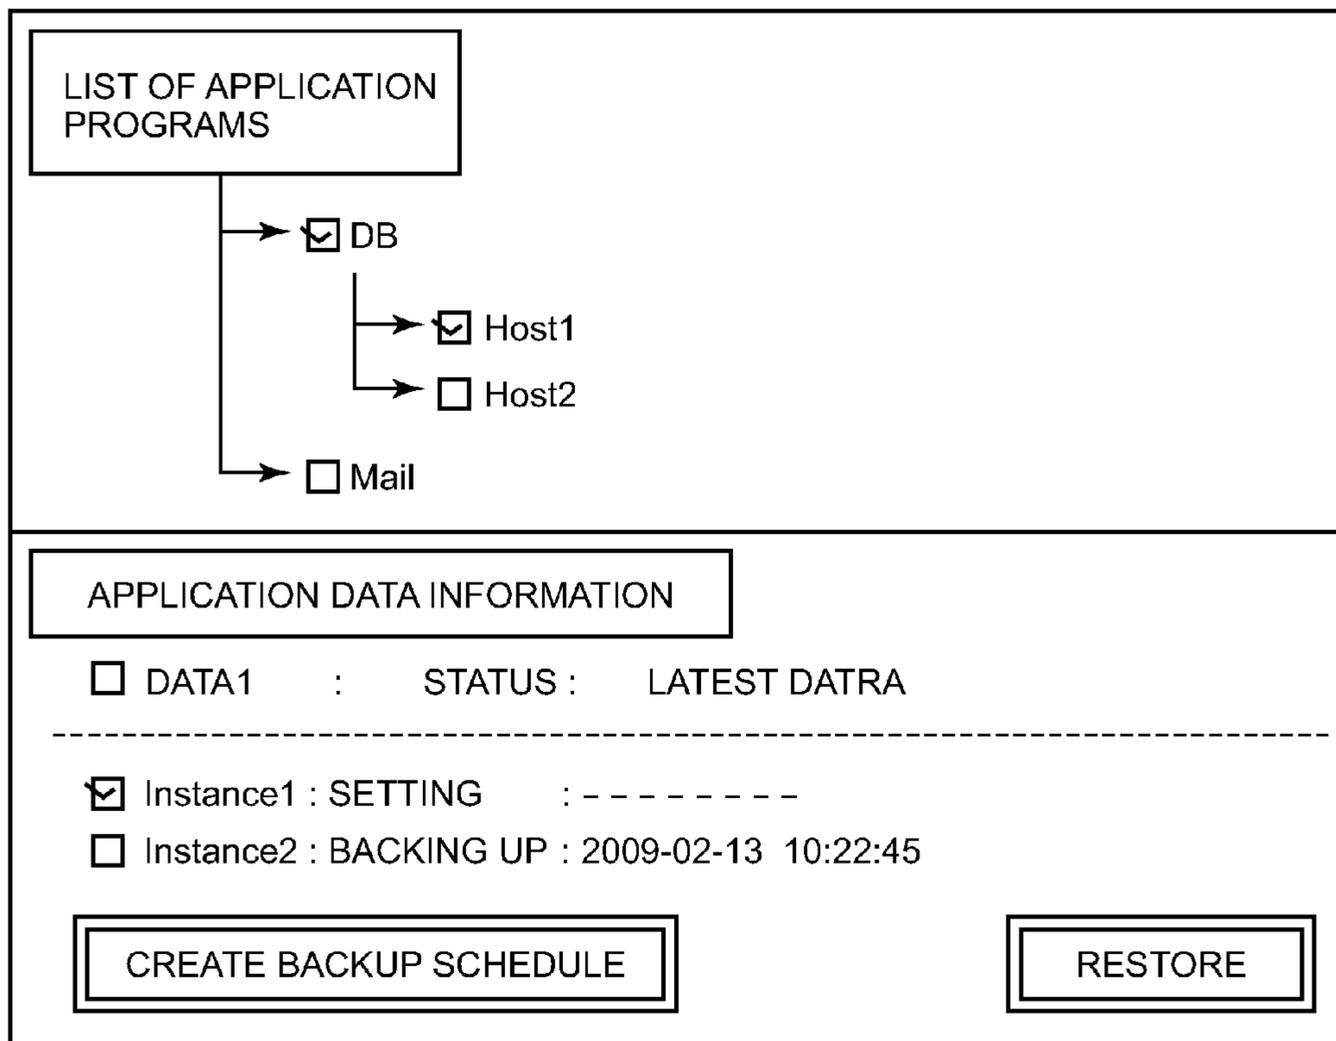 LIST OF APPLICATION
PROGRAMS
DB
Host1
Host2
Mail
APPLICATION DATA INFORMATION
DATA1 : STATUS : LATEST DATRA
Instance1 : SETTING : – – – – – – – –
Instance2 : BACKING UP : 2009-02-13 10:22:45
CREATE BACKUP SCHEDULE RESTORE